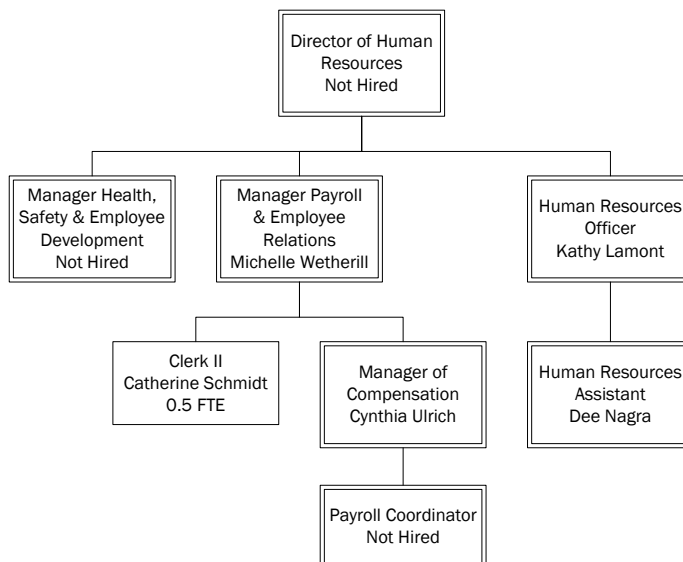 Director of Human
Resources
Not Hired
Manager Health,
Safety & Employee
Development
Not Hired
Manager Payroll
& Employee
Relations
Michelle Wetherill
Human Resources
Officer
Kathy Lamont
Clerk II
Catherine Schmidt
0.5 FTE
Manager of
Compensation
Cynthia Ulrich
Human Resources
Assistant
Dee Nagra
Payroll Coordinator
Not Hired